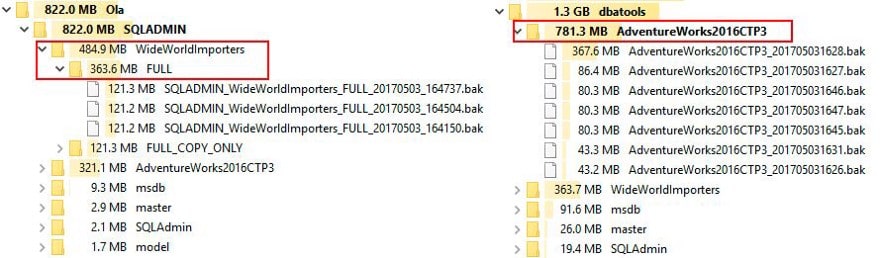 822.0 MB Ola
822.0 MB SQLADMIN
484.9 MB WideWorldImporters
363.6 MB FULL
121.3 MB SQLADMIN_WideWorldImporters_FULL_20170503_164737.bak
121.2 MB SQLADMIN_WideWorldImporters_FULL_20170503_164504.bak
121.2 MB SQLADMIN_WideWorldImporters_FULL_20170503_164150.bak
121.3 MB FULL_COPY_ONLY
321.1 MB AdventureWorks2016CTP3
9.3 MB msdb
2.9 MB master
2.1 MB SQLAdmin
1.7 MB model
1.3 GB dbatools
781.3 MB AdventureWorks2016CTP3
367.6 MB AdventureWorks2016CTP3_201705031628.bak
86.4 MB AdventureWorks2016CTP3_201705031627.bak
80.3 MB AdventureWorks2016CTP3_201705031646.bak
80.3 MB AdventureWorks2016CTP3_201705031647.bak
80.3 MB AdventureWorks2016CTP3_201705031645.bak
43.3 MB AdventureWorks2016CTP3_201705031631.bak
43.2 MB AdventureWorks2016CTP3_201705031626.bak
363.7 MB WideWorldImporters
91.6 MB msdb
26.0 MB master
19.4 MB SQLAdmin